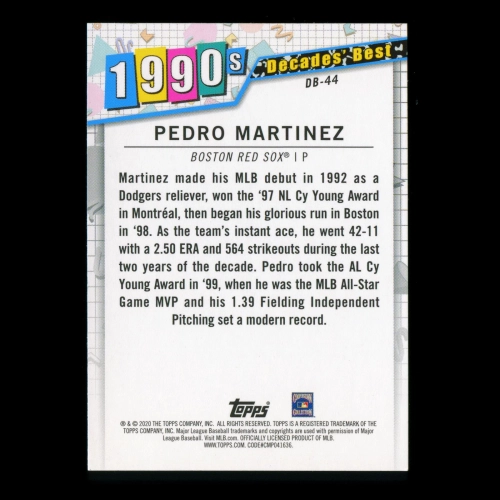 1990s
Decades' Best
DB-44
PEDRO MARTINEZ
BOSTON RED SOX® | P
Martinez made his MLB debut in 1992 as a
Dodgers reliever, won the '97 NL Cy Young Award
in Montréal, then began his glorious run in Boston
in '98. As the team's instant ace, he went 42-11
with a 2.50 ERA and 564 strikeouts during the last
two years of the decade. Pedro took the AL Cy
Young Award in '99, when he was the MLB All-Star
Game MVP and his 1.39 Fielding Independent
Pitching set a modern record.
topps
® & © 2020 THE TOPPS COMPANY, INC. ALL RIGHTS RESERVED. TOPPS IS A REGISTERED TRADEMARK OF THE
TOPPS COMPANY, INC. Major League Baseball trademarks and copyrights are used with permission of Major
League Baseball. Visit MLB.com. OFFICIALLY LICENSED PRODUCT OF MLB.
WWW.TOPPS.COM. CODE#CMP041636.